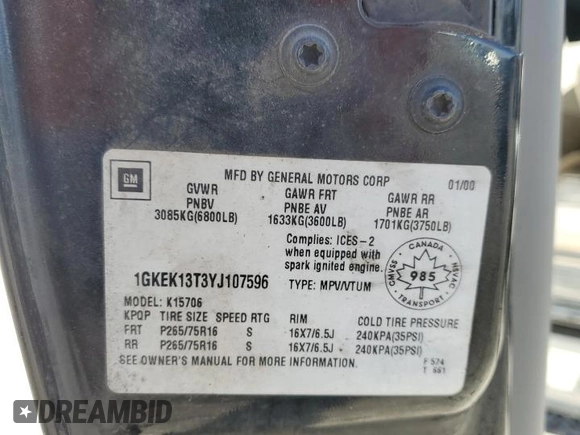 GM
MFD BY GENERAL MOTORS CORP 01/00
GVWR GAWR FRT GAWR RR
PNBV PNBE AV PNBE AR
3085KG(6800LB) 1633KG(3600LB) 1701KG(3750LB)
Complies: ICES-2
when equipped with
spark ignited engine.
CANADA
CMVSS 985 NSVAC
TRANSPORT
1GKEK13T3YJ107596 TYPE: MPV/VTUM
MODEL: K15706
KPQP TIRE SIZE SPEED RTG RIM COLD TIRE PRESSURE
FRT P265/75R16 S 16X7/6.5J 240KPA(35PSI)
RR P265/75R16 S 16X7/6.5J 240KPA(35PSI)
SEE OWNER'S MANUAL FOR MORE INFORMATION.
F 574
T 661
DREAMBID